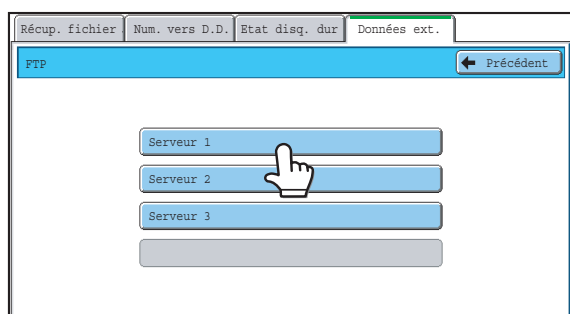 Récup. fichier Num. vers D.D. Etat disq. dur Données ext.
FTP Précédent
Serveur 1
Serveur 2
Serveur 3